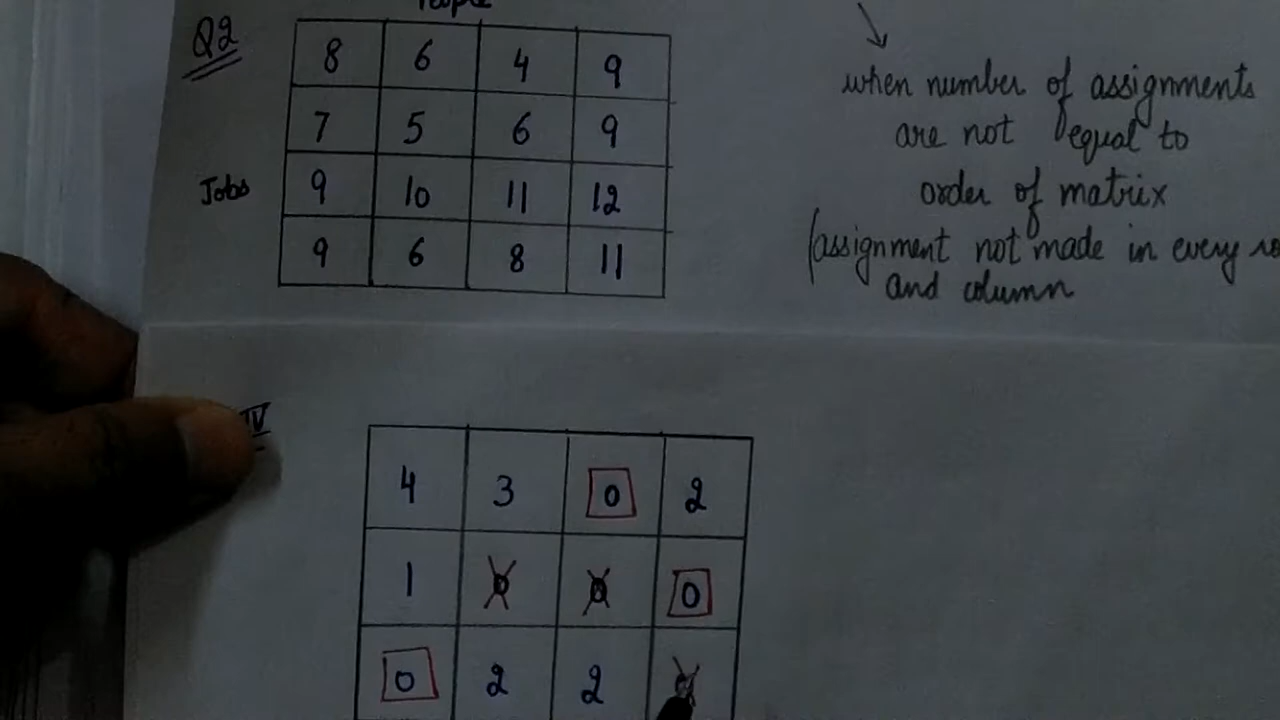 People
Q2
8 6 4 9
7 5 6 9
Jobs 9 10 11 12
9 6 8 11
when number of assignments
are not equal to
order of matrix
(assignment not made in every
and column
IV
4 3 0 2
1 0 0 0
0 2 2 0